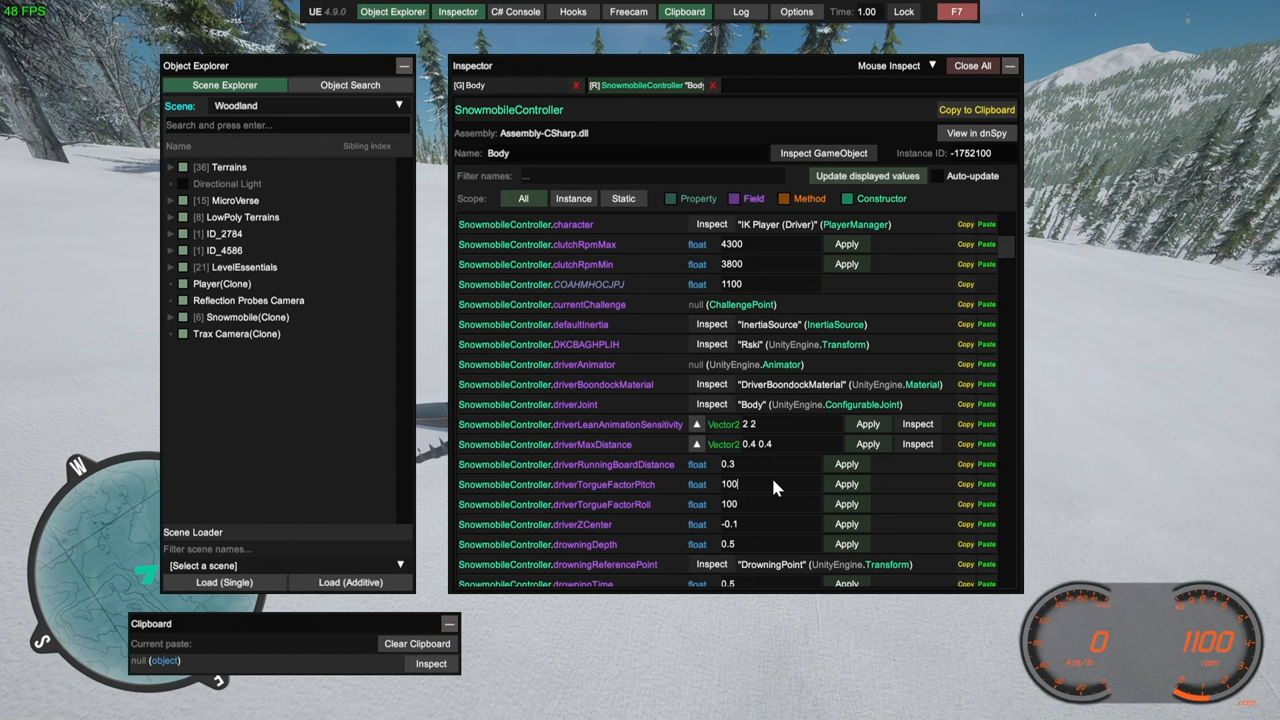 48 FPS
UE 4.9.0 Object Explorer Inspector C# Console Hooks Freecam Clipboard Log Options Time: 1.00 Lock F7
Object Explorer —
Scene Explorer Object Search
Scene: Woodland ▼
Search and press enter...
Name Sibling Index
[36] Terrains
Directional Light
[15] MicroVerse
[8] LowPoly Terrains
[1] ID_2784
[1] ID_4586
[21] LevelEssentials
Player(Clone)
Reflection Probes Camera
[6] Snowmobile(Clone)
Trax Camera(Clone)
Scene Loader
Filter scene names...
[Select a scene] ▼
Load (Single) Load (Additive)
Inspector Mouse Inspect ▼ Close All —
[G] Body X [R] SnowmobileController "Body X
SnowmobileController Copy to Clipboard
Assembly: Assembly-CSharp.dll View in dnSpy
Name: Body Inspect GameObject Instance ID: -1752100
Filter names: ... Update displayed values Auto-update
Scope: All Instance Static Property Field Method Constructor
SnowmobileController.character Inspect "IK Player (Driver)" (PlayerManager) Copy Paste
SnowmobileController.clutchRpmMax float 4300 Apply Copy Paste
SnowmobileController.clutchRpmMin float 3800 Apply Copy Paste
SnowmobileController.COAHMHOCJPJ float 1100 Copy
SnowmobileController.currentChallenge null (ChallengePoint) Copy Paste
SnowmobileController.defaultInertia Inspect "InertiaSource" (InertiaSource) Copy Paste
SnowmobileController.DKCBAGHPLIH Inspect "Rski" (UnityEngine.Transform) Copy Paste
SnowmobileController.driverAnimator null (UnityEngine.Animator) Copy Paste
SnowmobileController.driverBoondockMaterial Inspect "DriverBoondockMaterial" (UnityEngine.Material) Copy Paste
SnowmobileController.driverJoint Inspect "Body" (UnityEngine.ConfigurableJoint) Copy Paste
SnowmobileController.driverLeanAnimationSensitivity ▲ Vector2 2 2 Apply Inspect Copy Paste
SnowmobileController.driverMaxDistance ▲ Vector2 0.4 0.4 Apply Inspect Copy Paste
SnowmobileController.driverRunningBoardDistance float 0.3 Apply Copy Paste
SnowmobileController.driverTorgueFactorPitch float 100 Apply Copy Paste
SnowmobileController.driverTorgueFactorRoll float 100 Apply Copy Paste
SnowmobileController.driverZCenter float -0.1 Apply Copy Paste
SnowmobileController.drowningDepth float 0.5 Apply Copy Paste
SnowmobileController.drowningReferencePoint Inspect "DrowningPoint" (UnityEngine.Transform) Copy Paste
SnowmobileController.drowningTime float 0.5 Apply Copy Paste
Clipboard —
Current paste: Clear Clipboard
null (object) Inspect
W
S
0
km/h
1100